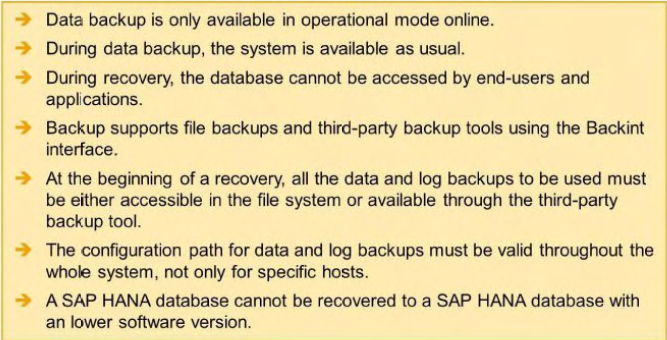 ➔ Data backup is only available in operational mode online.
➔ During data backup, the system is available as usual.
➔ During recovery, the database cannot be accessed by end-users and
applications.
➔ Backup supports file backups and third-party backup tools using the Backint
interface.
➔ At the beginning of a recovery, all the data and log backups to be used must
be either accessible in the file system or available through the third-party
backup tool.
➔ The configuration path for data and log backups must be valid throughout the
whole system, not only for specific hosts.
➔ A SAP HANA database cannot be recovered to a SAP HANA database with
an lower software version.